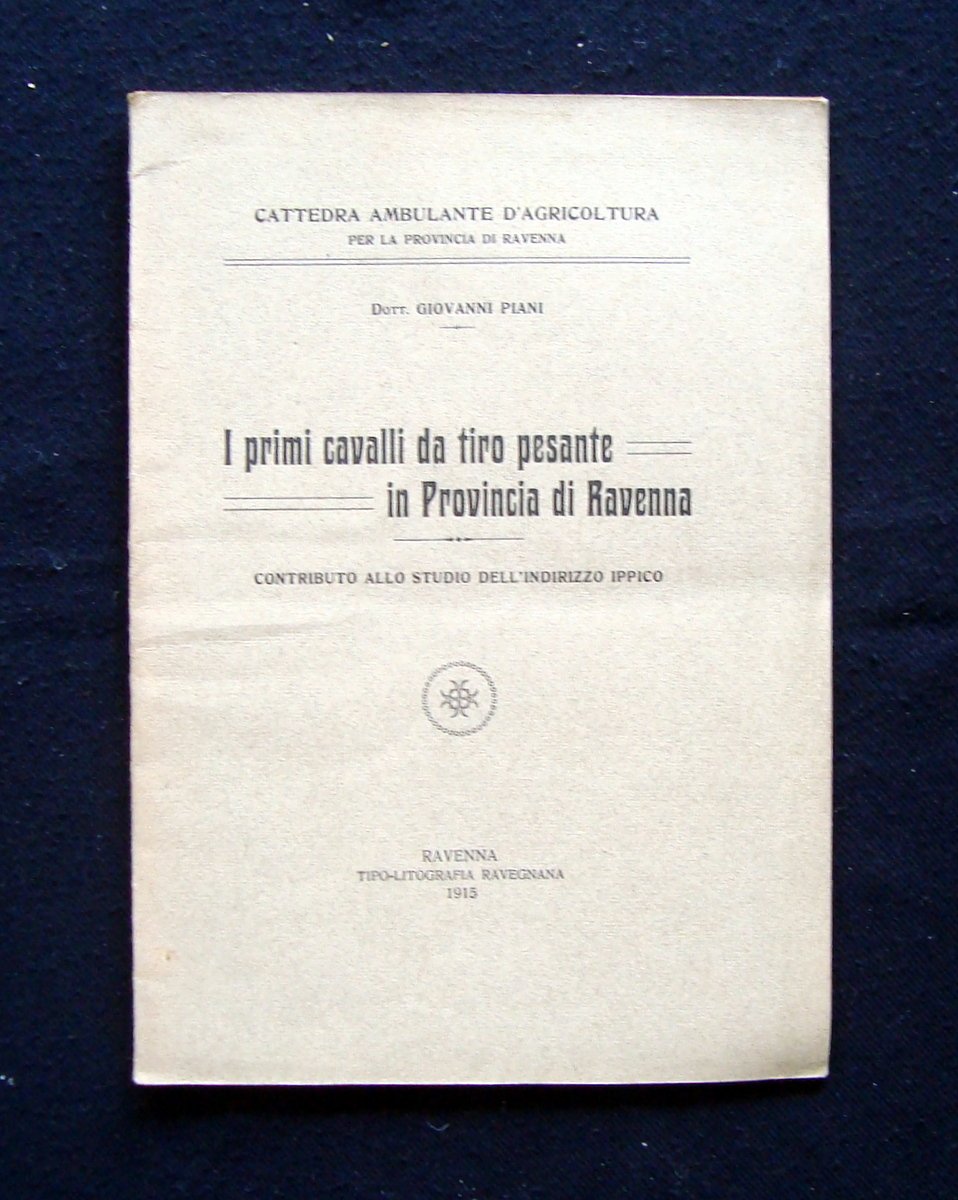 CATTEDRA AMBULANTE D'AGRICOLTURA
PER LA PROVINCIA DI RAVENNA
DOTT. GIOVANNI PIANI
I primi cavalli da tiro pesante
in Provincia di Ravenna
CONTRIBUTO ALLO STUDIO DELL'INDIRIZZO IPPICO
RAVENNA
TIPO-LITOGRAFIA RAVEGNANA
1915